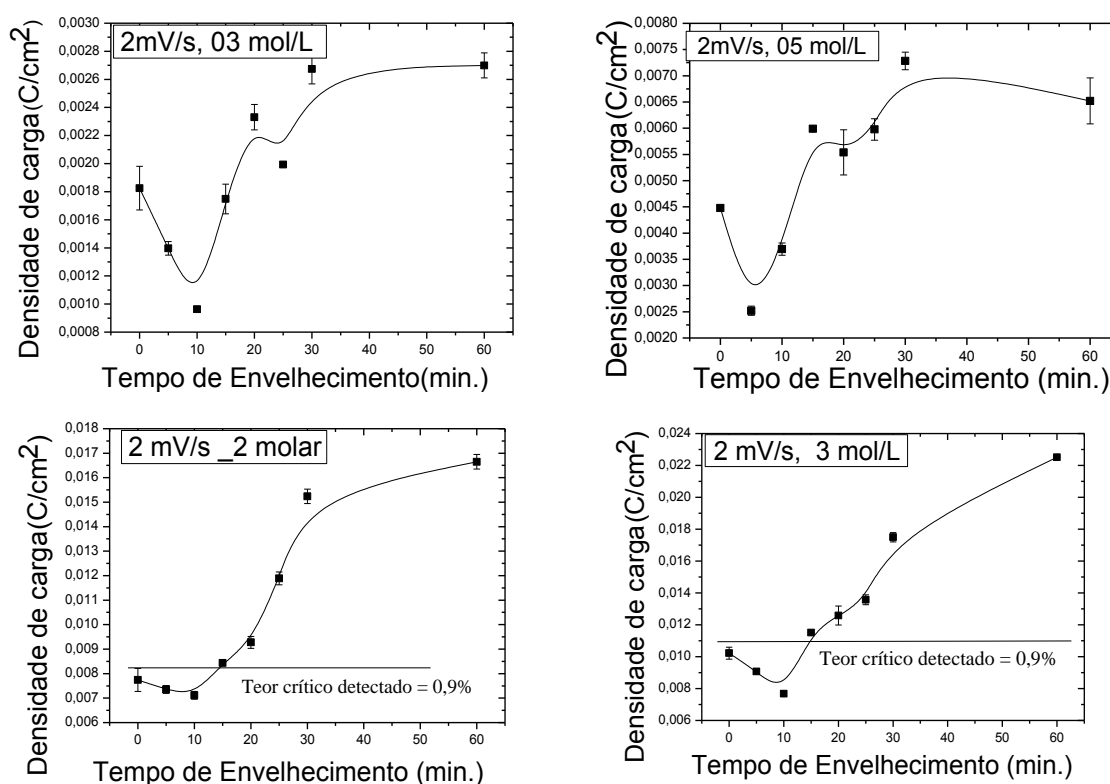 2mV/s, 03 mol/L
Densidade de carga(C/cm²)
0,0030
0,0028
0,0026
0,0024
0,0022
0,0020
0,0018
0,0016
0,0014
0,0012
0,0010
0,0008
0 10 20 30 40 50 60
Tempo de Envelhecimento(min.)
2mV/s, 05 mol/L
Densidade de carga(C/cm²)
0,0080
0,0075
0,0070
0,0065
0,0060
0,0055
0,0050
0,0045
0,0040
0,0035
0,0030
0,0025
0,0020
0 10 20 30 40 50 60
Tempo de Envelhecimento (min.)
2 mV/s _2 molar
Densidade de carga(C/cm²)
0,018
0,017
0,016
0,015
0,014
0,013
0,012
0,011
0,010
0,009
0,008
0,007
0,006
Teor crítico detectado = 0,9%
0 10 20 30 40 50 60
Tempo de Envelhecimento (min.)
2 mV/s, 3 mol/L
Densidade de carga(C/cm²)
0,024
0,022
0,020
0,018
0,016
0,014
0,012
0,010
0,008
0,006
Teor crítico detectado = 0,9%
0 10 20 30 40 50 60
Tempo de Envelhecimento (min.)